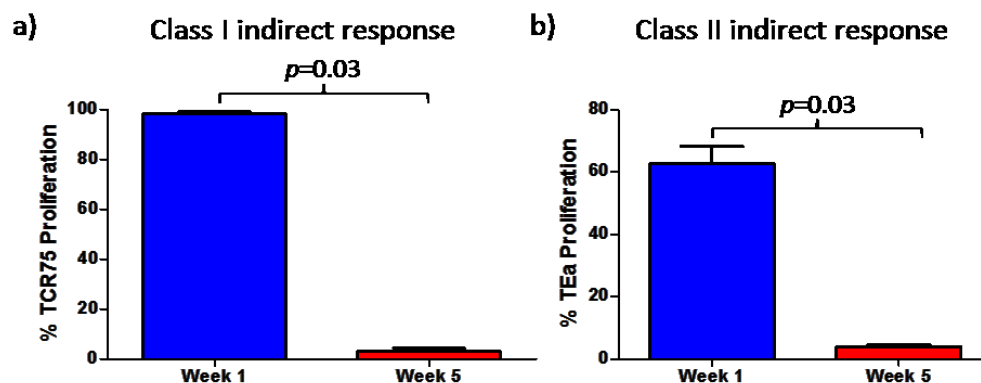 a) Class I indirect response
p=0.03
% TCR75 Proliferation
100
80
60
40
20
0
Week 1 Week 5
b) Class II indirect response
p=0.03
% TEa Proliferation
80
60
40
20
0
Week 1 Week 5